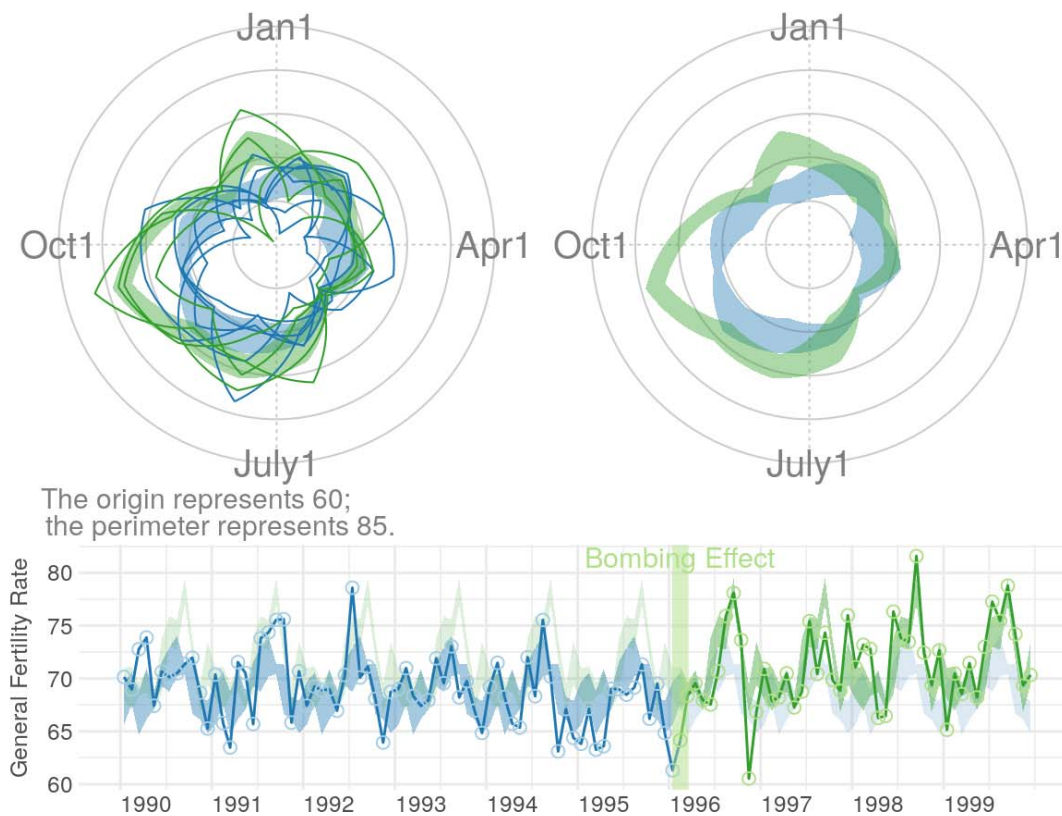 Jan1
Jan1
Oct1
Apr1
Oct1
Apr1
July1
July1
The origin represents 60;
the perimeter represents 85.
Bombing Effect
General Fertility Rate
80
75
70
65
60
1990 1991 1992 1993 1994 1995 1996 1997 1998 1999